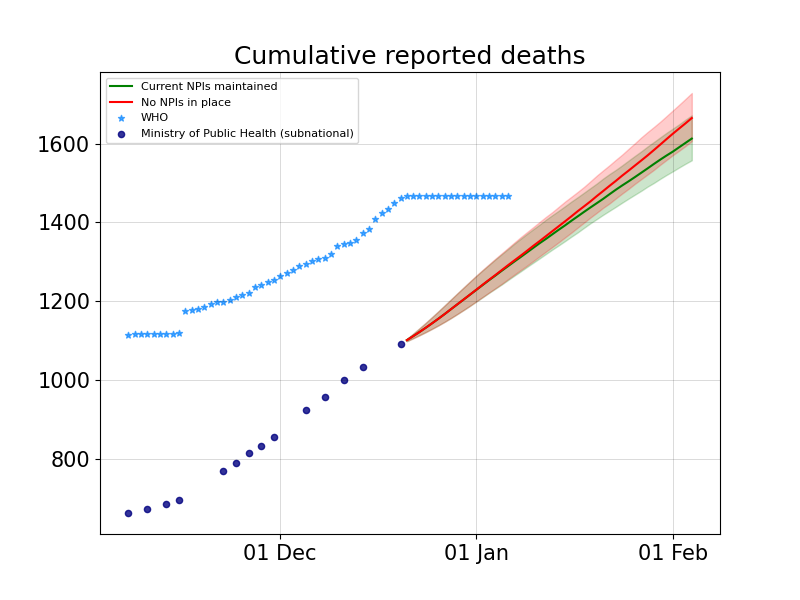 Cumulative reported deaths
Current NPIs maintained
No NPIs in place
WHO
Ministry of Public Health (subnational)
1600
1400
1200
1000
800
01 Dec 01 Jan 01 Feb